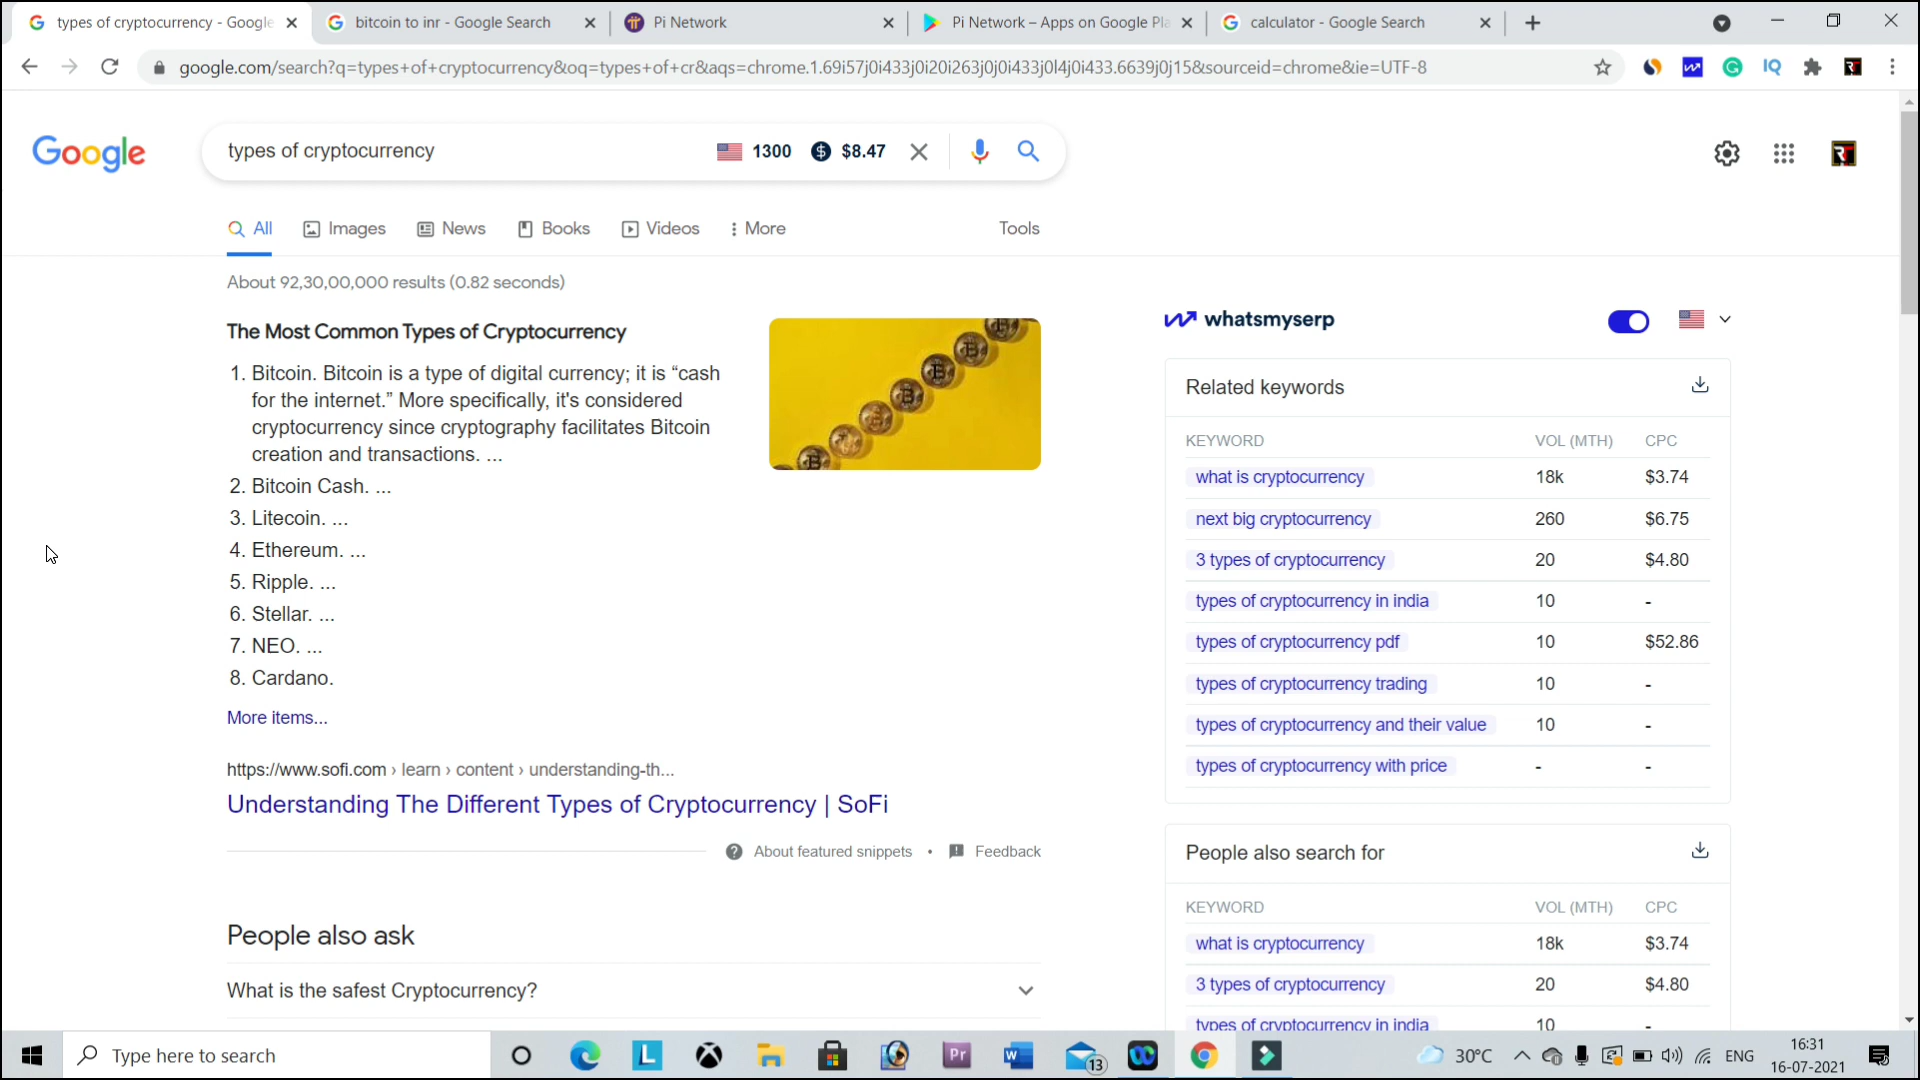 types of cryptocurrency - Google
bitcoin to inr - Google Search
Pi Network
Pi Network – Apps on Google Pla
calculator - Google Search
google.com/search?q=types+of+cryptocurrency&oq=types+of+cr&aqs=chrome.1.69i57j0i433j0i20i263j0j0i433j0l4j0i433.6639j0j15&sourceid=chrome&ie=UTF-8
Google
types of cryptocurrency
1300
$8.47
All
Images
News
Books
Videos
More
Tools
About 92,30,00,000 results (0.82 seconds)
The Most Common Types of Cryptocurrency
1. Bitcoin. Bitcoin is a type of digital currency; it is “cash
for the internet.” More specifically, it's considered
cryptocurrency since cryptography facilitates Bitcoin
creation and transactions. ...
2. Bitcoin Cash. ...
3. Litecoin. ...
4. Ethereum. ...
5. Ripple. ...
6. Stellar. ...
7. NEO. ...
8. Cardano.
More items...
https://www.sofi.com › learn › content › understanding-th...
Understanding The Different Types of Cryptocurrency | SoFi
About featured snippets • Feedback
People also ask
What is the safest Cryptocurrency?
whatsmyserp
Related keywords
KEYWORD VOL (MTH) CPC
what is cryptocurrency 18k $3.74
next big cryptocurrency 260 $6.75
3 types of cryptocurrency 20 $4.80
types of cryptocurrency in india 10 -
types of cryptocurrency pdf 10 $52.86
types of cryptocurrency trading 10 -
types of cryptocurrency and their value 10 -
types of cryptocurrency with price - -
People also search for
KEYWORD VOL (MTH) CPC
what is cryptocurrency 18k $3.74
3 types of cryptocurrency 20 $4.80
types of cryptocurrency in india 10
Type here to search
L
Pr
W
13
30°C
ENG
16:31
16-07-2021